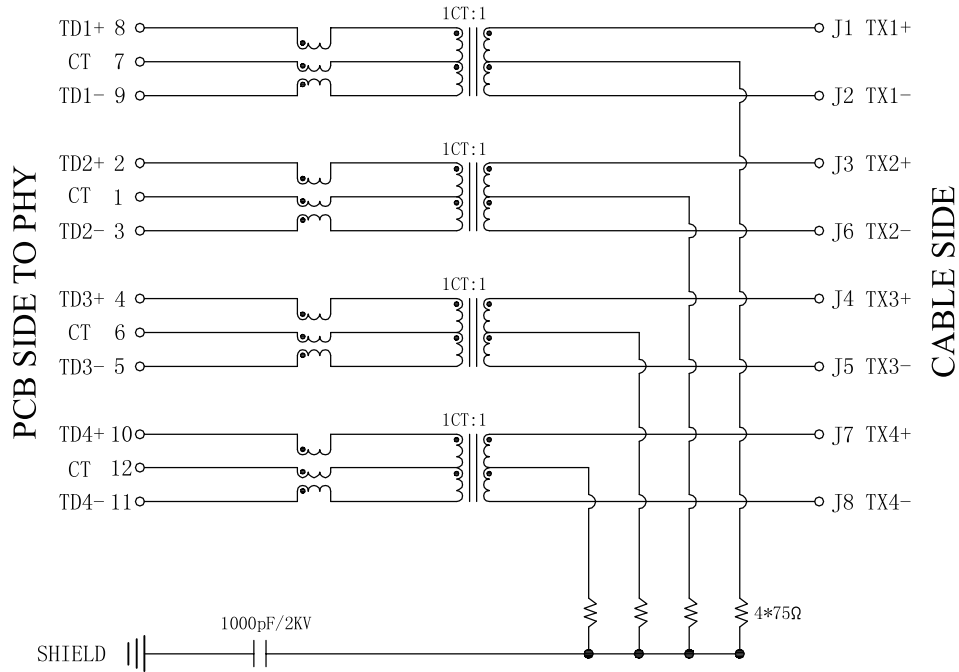 1CT:1
TD1+ 8 J1 TX1+
CT 7
TD1- 9 J2 TX1-
1CT:1
TD2+ 2 J3 TX2+
CT 1
TD2- 3 J6 TX2-
1CT:1
TD3+ 4 J4 TX3+
CT 6
TD3- 5 J5 TX3-
1CT:1
TD4+ 10 J7 TX4+
CT 12
TD4- 11 J8 TX4-
PCB SIDE TO PHY
CABLE SIDE
4*75Ω
1000pF/2KV
SHIELD